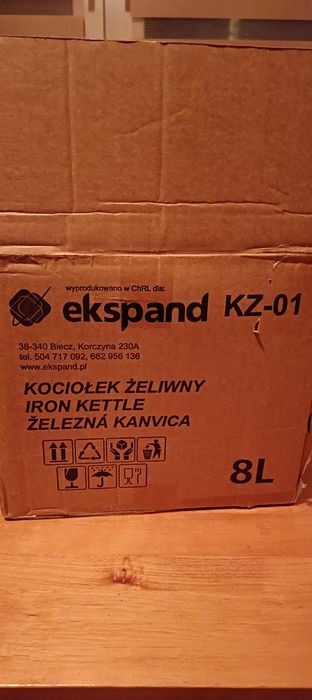 wyprodukowano w ChRL dla:
ekspand KZ-01
38-340 Biecz, Korczyna 230A
tel. 504 717 092, 662 956 136
www.ekspand.pl
KOCIOŁEK ŻELIWNY
IRON KETTLE
ŽELEZNÁ KANVICA
8L